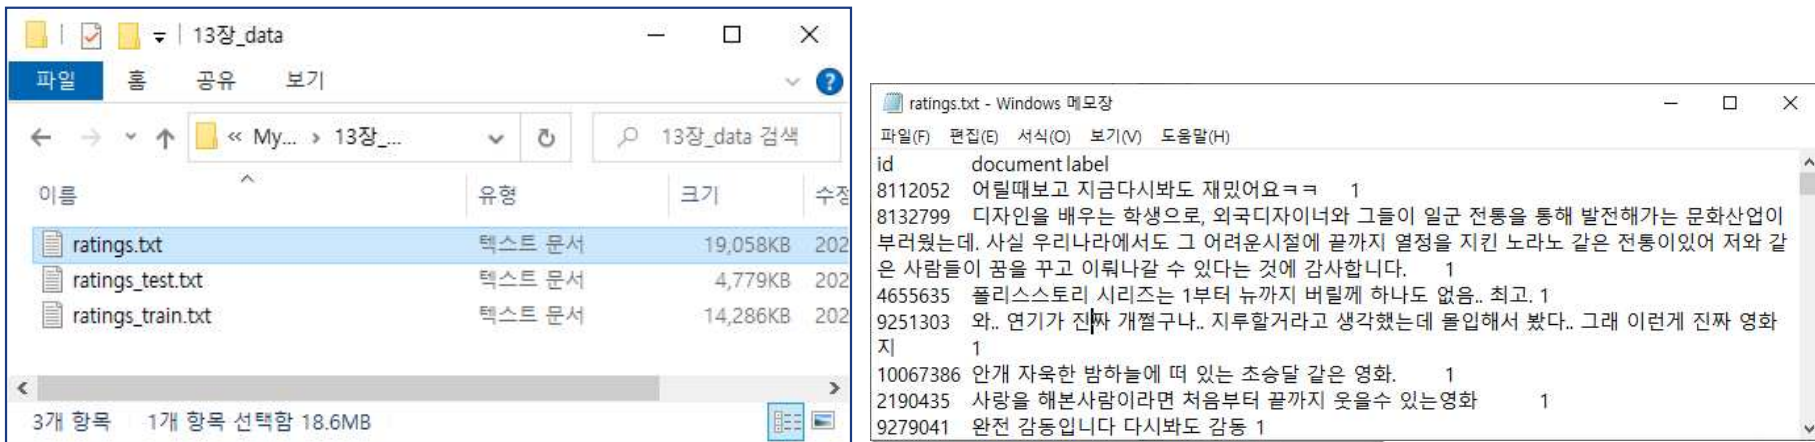 13장_data
파일 홈 공유 보기
« My... › 13장_... 13장_data 검색
이름 유형 크기 수정
ratings.txt 텍스트 문서 19,058KB 202
ratings_test.txt 텍스트 문서 4,779KB 202
ratings_train.txt 텍스트 문서 14,286KB 202
3개 항목 1개 항목 선택함 18.6MB
ratings.txt - Windows 메모장
파일(F) 편집(E) 서식(O) 보기(V) 도움말(H)
id document label
8112052 어릴때보고 지금다시봐도 재밌어요ㅋㅋ 1
8132799 디자인을 배우는 학생으로, 외국디자이너와 그들이 일군 전통을 통해 발전해가는 문화산업이
부러웠는데. 사실 우리나라에서도 그 어려운시절에 끝까지 열정을 지킨 노라노 같은 전통이있어 저와 같
은 사람들이 꿈을 꾸고 이뤄나갈 수 있다는 것에 감사합니다. 1
4655635 폴리스스토리 시리즈는 1부터 뉴까지 버릴께 하나도 없음.. 최고. 1
9251303 와.. 연기가 진짜 개쩔구나.. 지루할거라고 생각했는데 몰입해서 봤다.. 그래 이런게 진짜 영화
지 1
10067386 안개 자욱한 밤하늘에 떠 있는 초승달 같은 영화. 1
2190435 사랑을 해본사람이라면 처음부터 끝까지 웃을수 있는영화 1
9279041 완전 감동입니다 다시봐도 감동 1